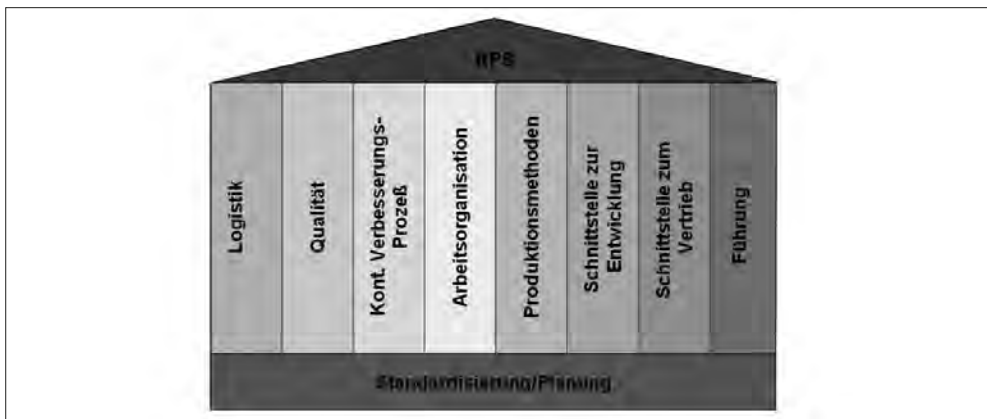 RPS
Logistik
Qualität
Kont. Verbesserungs-
Prozeß
Arbeitsorganisation
Produktionsmethoden
Schnittstelle zur
Entwicklung
Schnittstelle zum
Vertrieb
Führung
Standardisierung/Planung